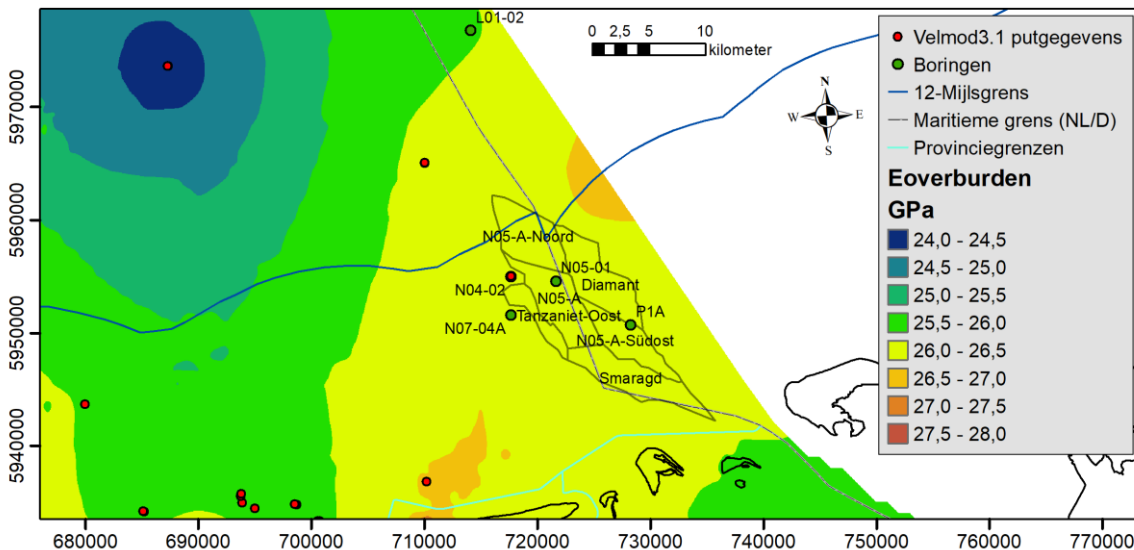 L01-02
0 2,5 5 10
kilometer
N
W E
S
Velmod3.1 putgegevens
Boringen
12-Mijlsgrens
Maritieme grens (NL/D)
Provinciegrenzen
Eoverburden
GPa
24,0 - 24,5
24,5 - 25,0
25,0 - 25,5
25,5 - 26,0
26,0 - 26,5
26,5 - 27,0
27,0 - 27,5
27,5 - 28,0
N05-A-Noord
N05-01
Diamant
N04-02
N05-A
P1A
Tanzaniet-Oost
N07-04A
N05-A-Südost
Smaragd
5970000
5960000
5950000
5940000
680000 690000 700000 710000 720000 730000 740000 750000 760000 770000